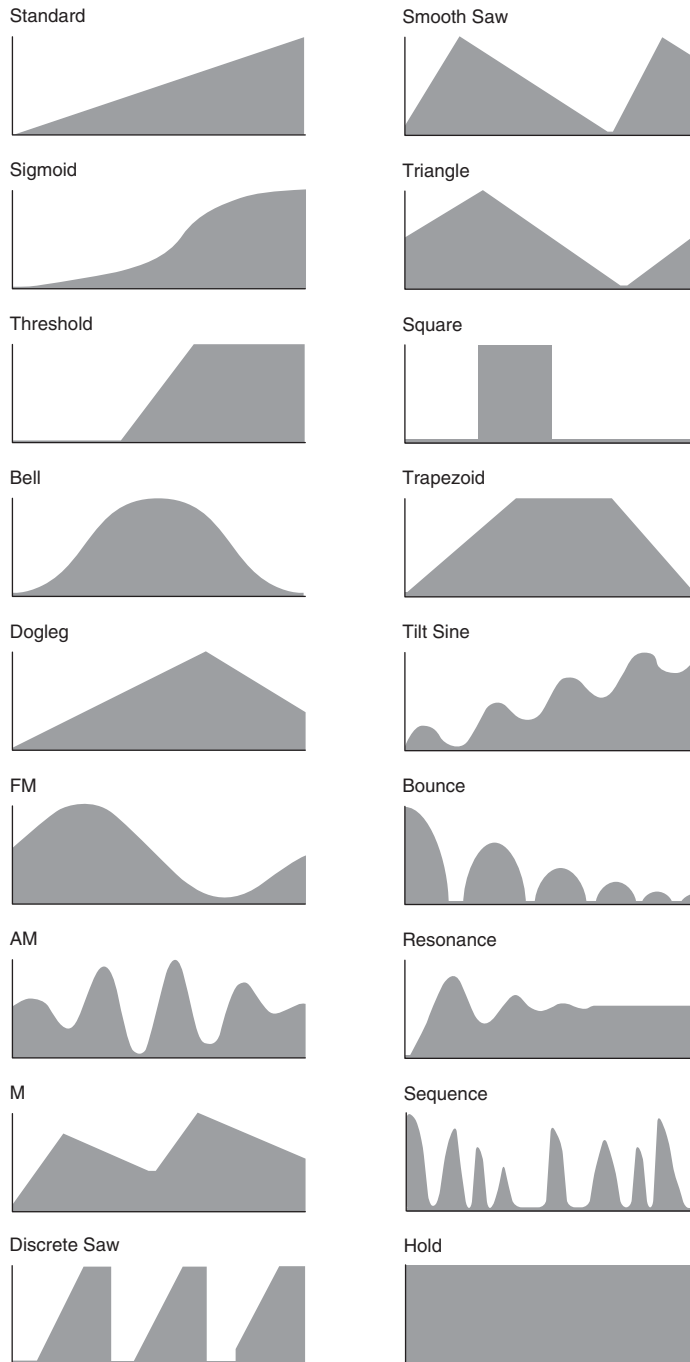 Standard
Smooth Saw
Sigmoid
Triangle
Threshold
Square
Bell
Trapezoid
Dogleg
Tilt Sine
FM
Bounce
AM
Resonance
M
Sequence
Discrete Saw
Hold